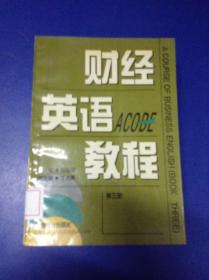 财经
英语 ACODE
教程
第三册
A COURSE OF BUSINESS ENGLISH (BOOK THREE)